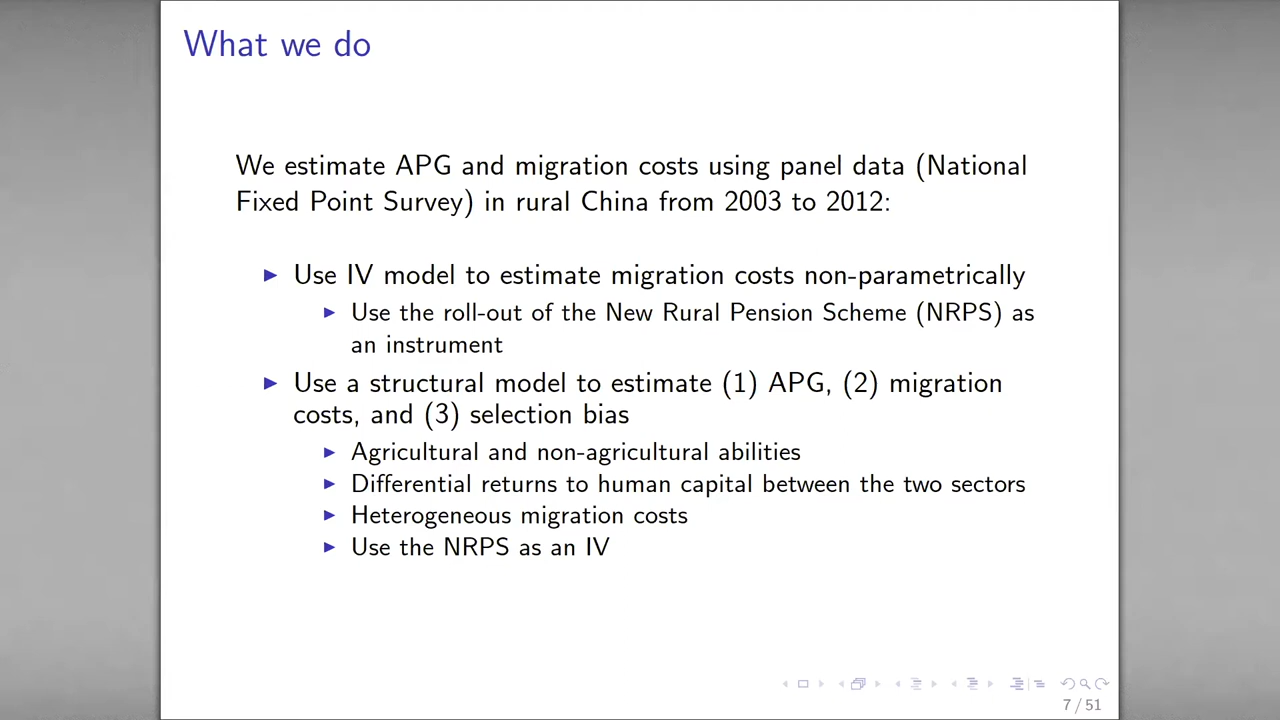 What we do
We estimate APG and migration costs using panel data (National
Fixed Point Survey) in rural China from 2003 to 2012:
Use IV model to estimate migration costs non-parametrically
Use the roll-out of the New Rural Pension Scheme (NRPS) as
an instrument
Use a structural model to estimate (1) APG, (2) migration
costs, and (3) selection bias
Agricultural and non-agricultural abilities
Differential returns to human capital between the two sectors
Heterogeneous migration costs
Use the NRPS as an IV
7 / 51